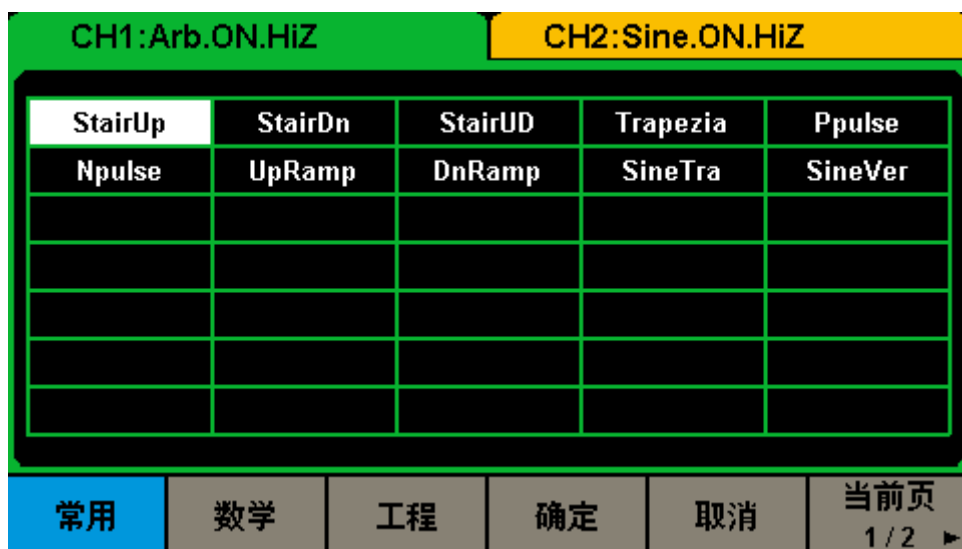 CH1:Arb.ON.HiZ CH2:Sine.ON.HiZ
StairUp StairDn StairUD Trapezia Ppulse
Npulse UpRamp DnRamp SineTra SineVer
常用 数学 工程 确定 取消 当前页
1/2 ►